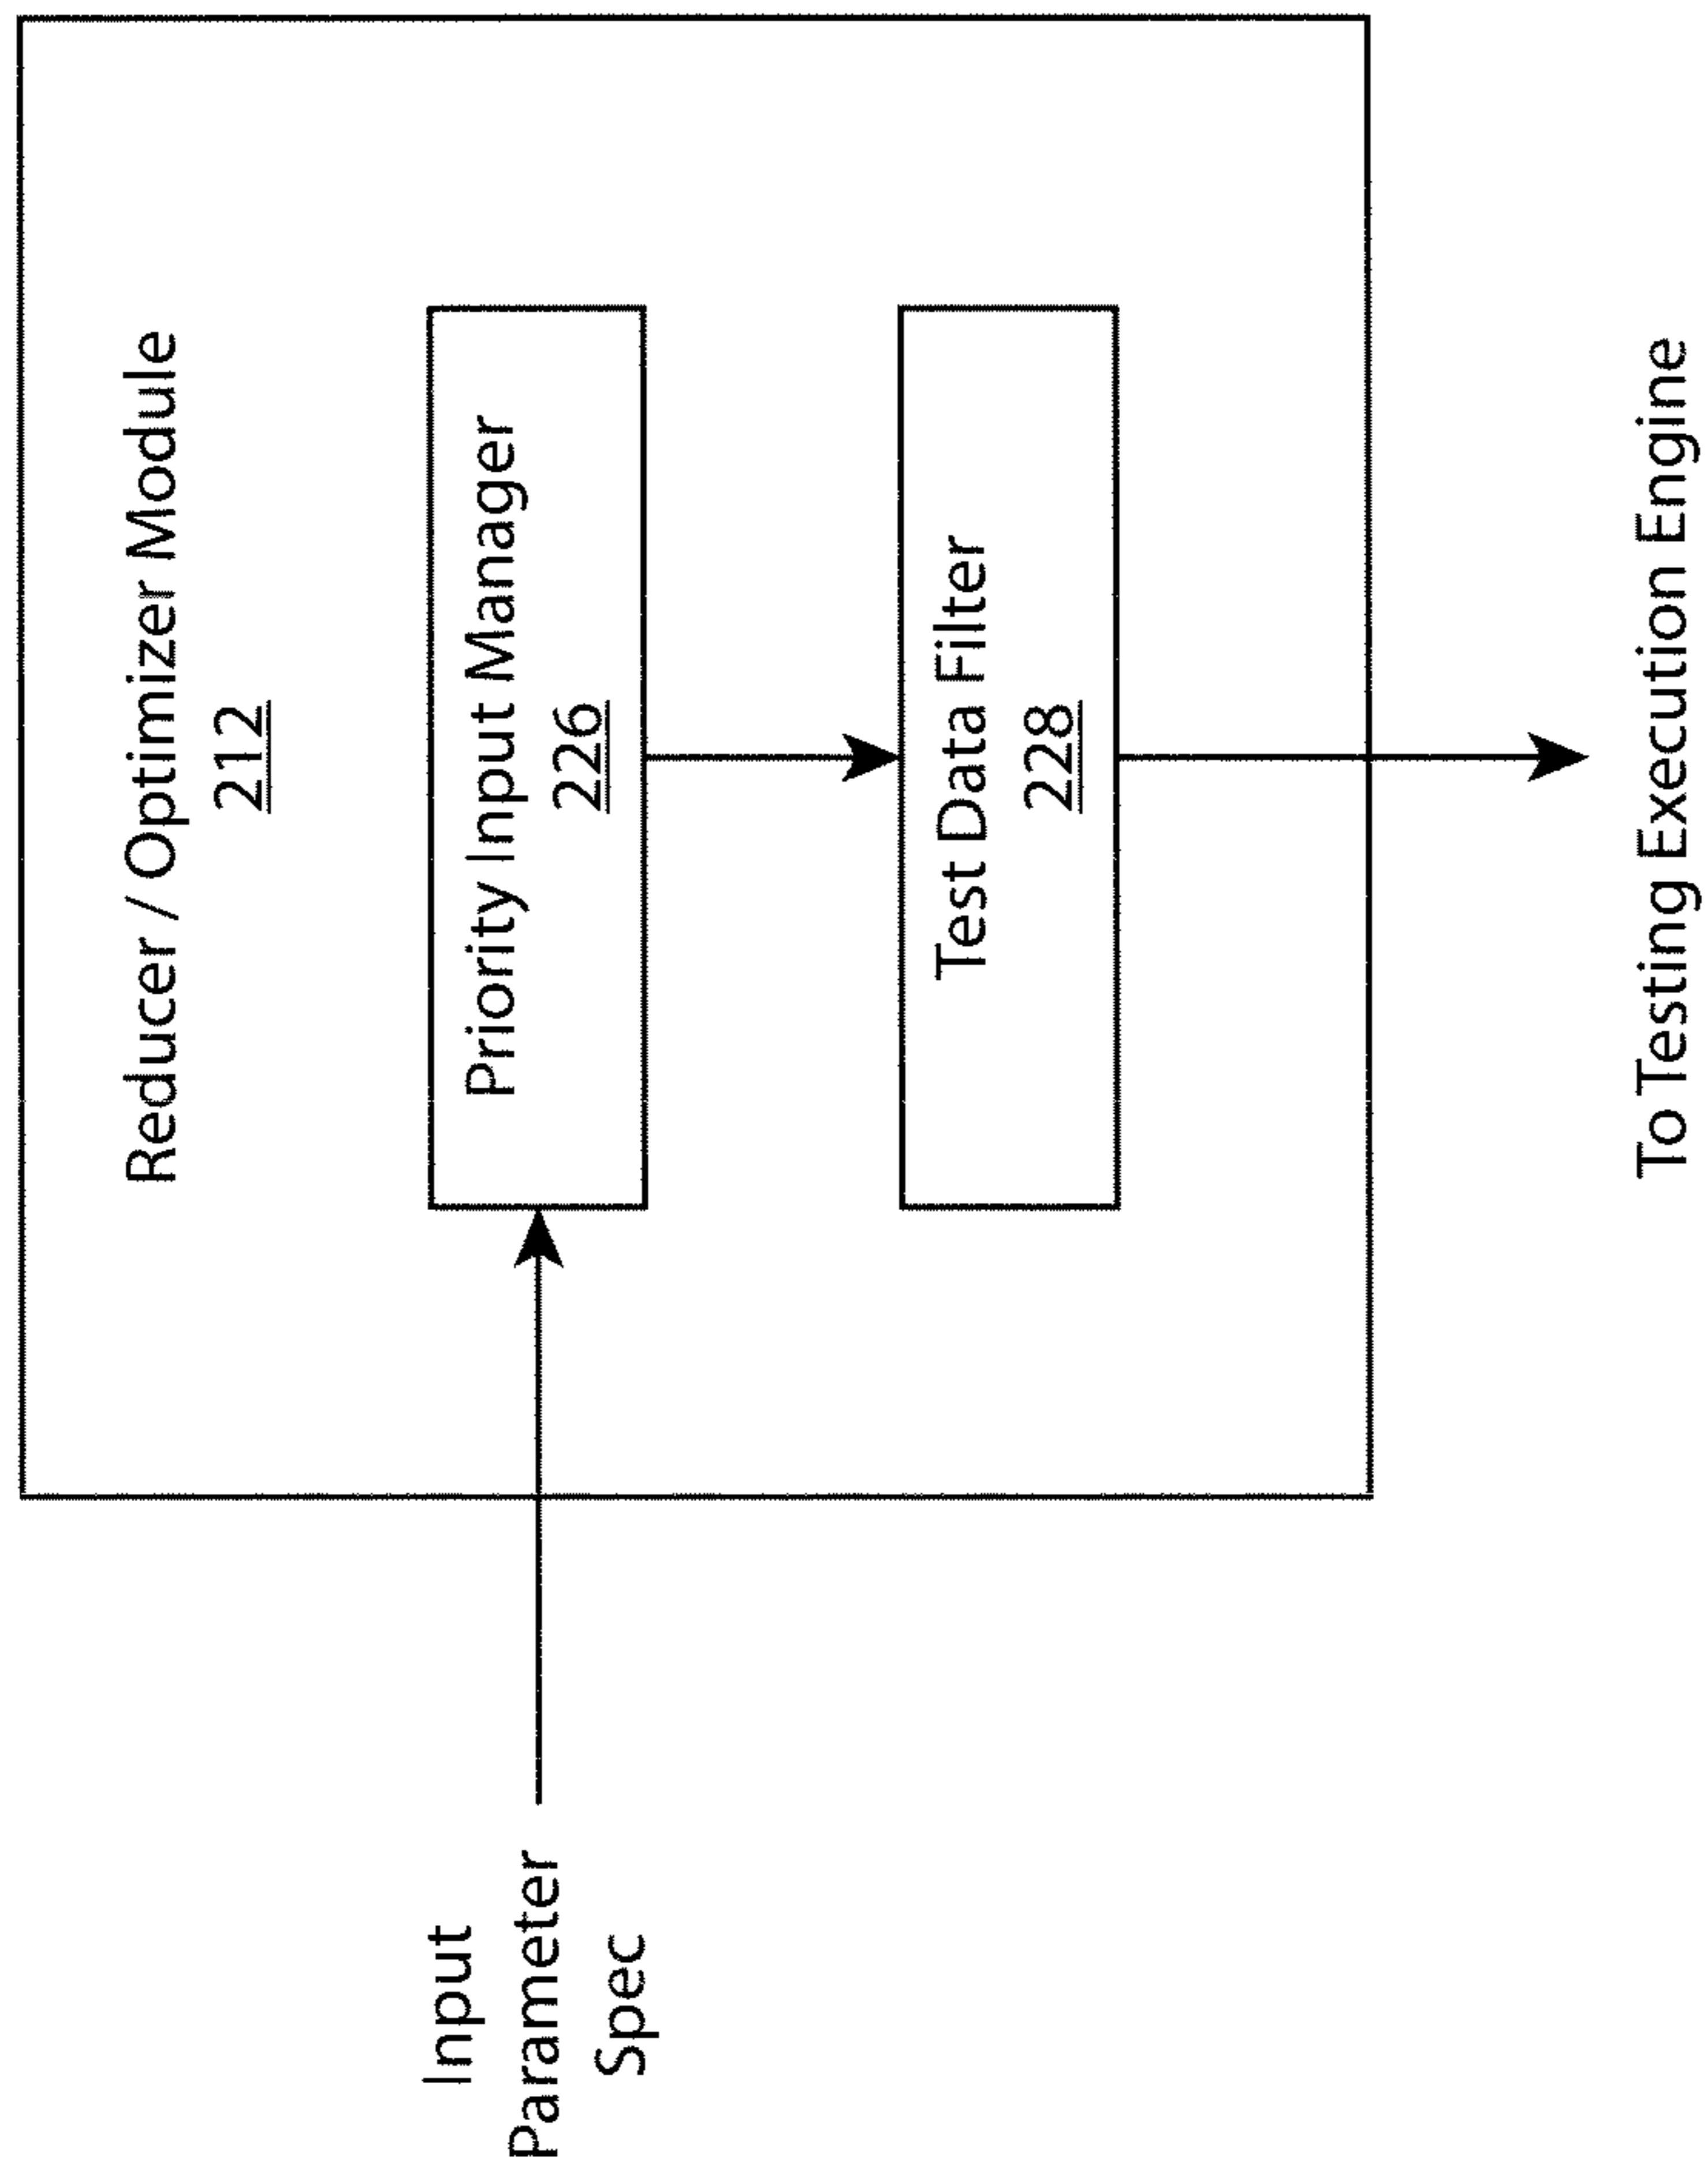 Reducer / Optimizer Module
212
Input
Parameter
Spec
Priority Input Manager
226
Test Data Filter
228
To Testing Execution Engine